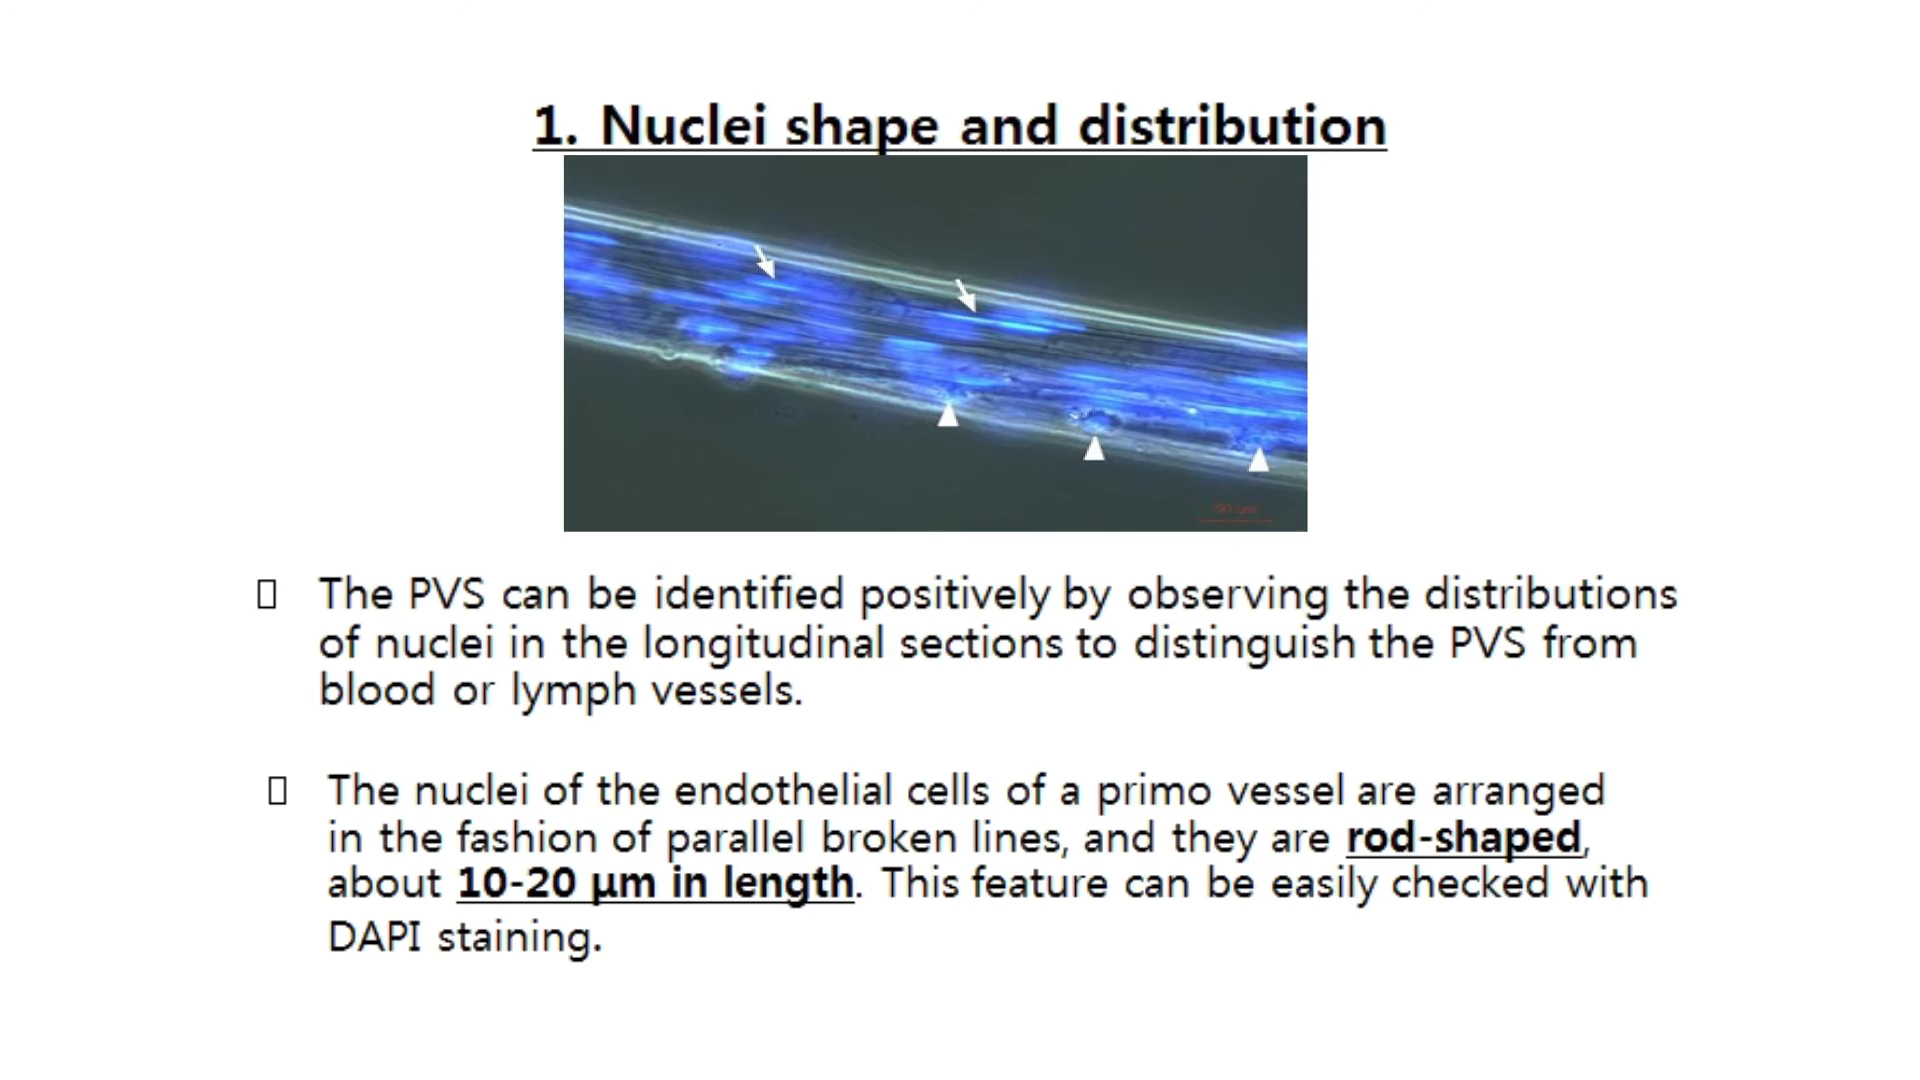 1. Nuclei shape and distribution
50 µm
The PVS can be identified positively by observing the distributions
of nuclei in the longitudinal sections to distinguish the PVS from
blood or lymph vessels.
The nuclei of the endothelial cells of a primo vessel are arranged
in the fashion of parallel broken lines, and they are rod-shaped,
about 10-20 µm in length. This feature can be easily checked with
DAPI staining.